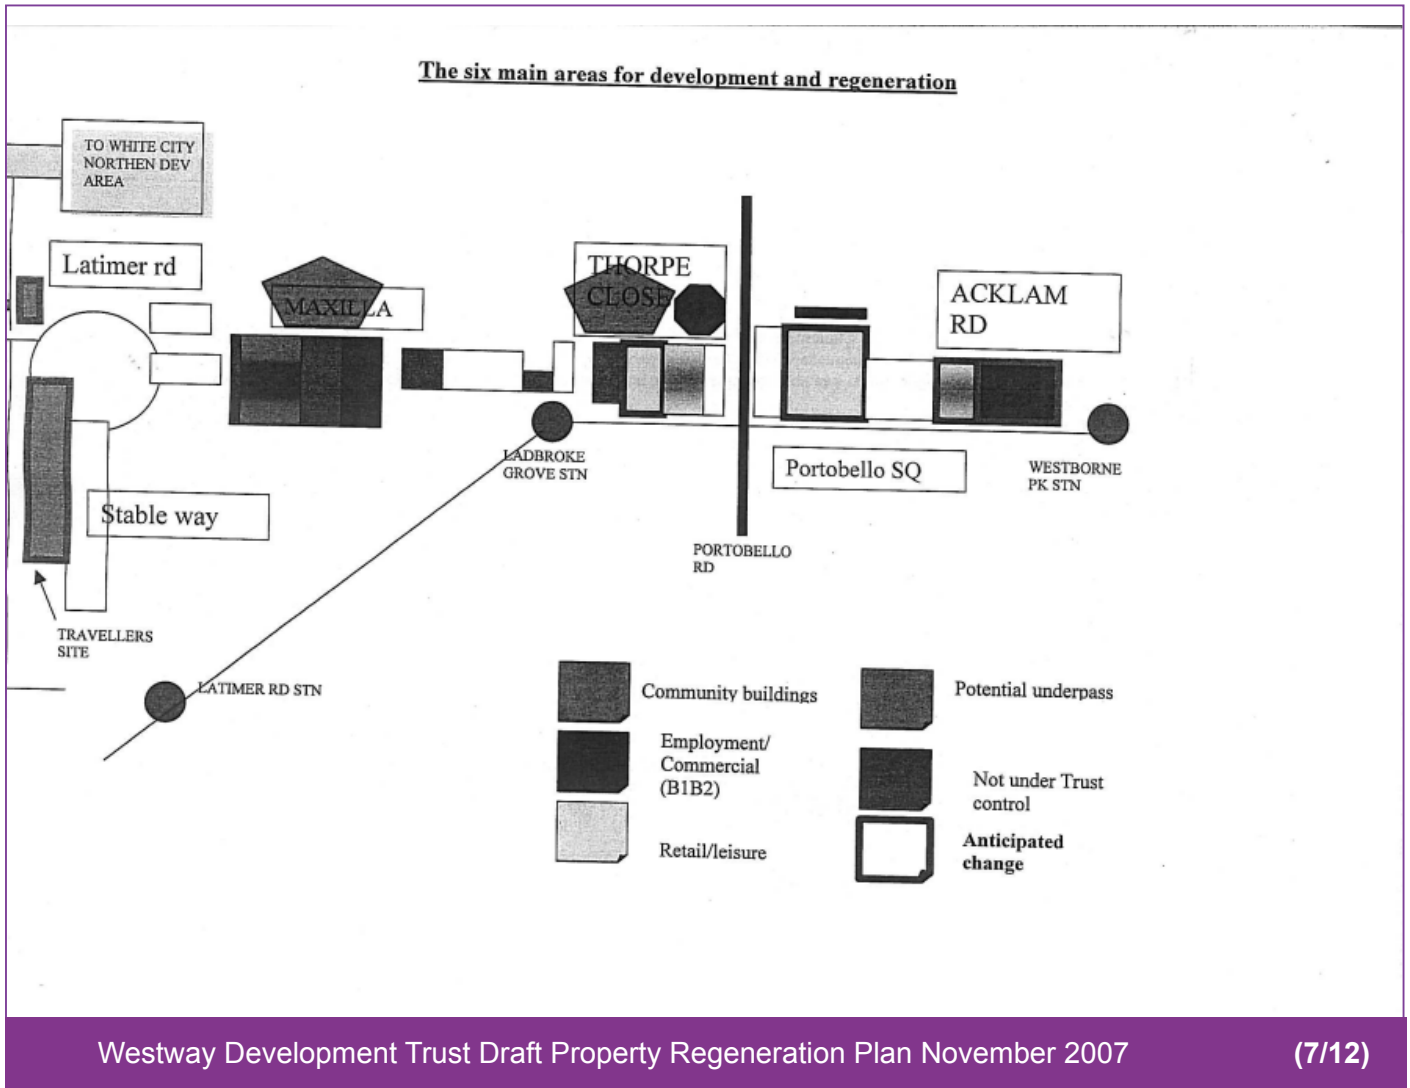 The six main areas for development and regeneration
TO WHITE CITY
NORTHEN DEV
AREA
Latimer rd
MAXILLA
THORPE
CLOSE
ACKLAM
RD
LADBROKE
GROVE STN
Portobello SQ
WESTBORNE
PK STN
Stable way
PORTOBELLO
RD
TRAVELLERS
SITE
LATIMER RD STN
Community buildings
Potential underpass
Employment/
Commercial
(B1B2)
Not under Trust
control
Retail/leisure
Anticipated
change
Westway Development Trust Draft Property Regeneration Plan November 2007
(7/12)